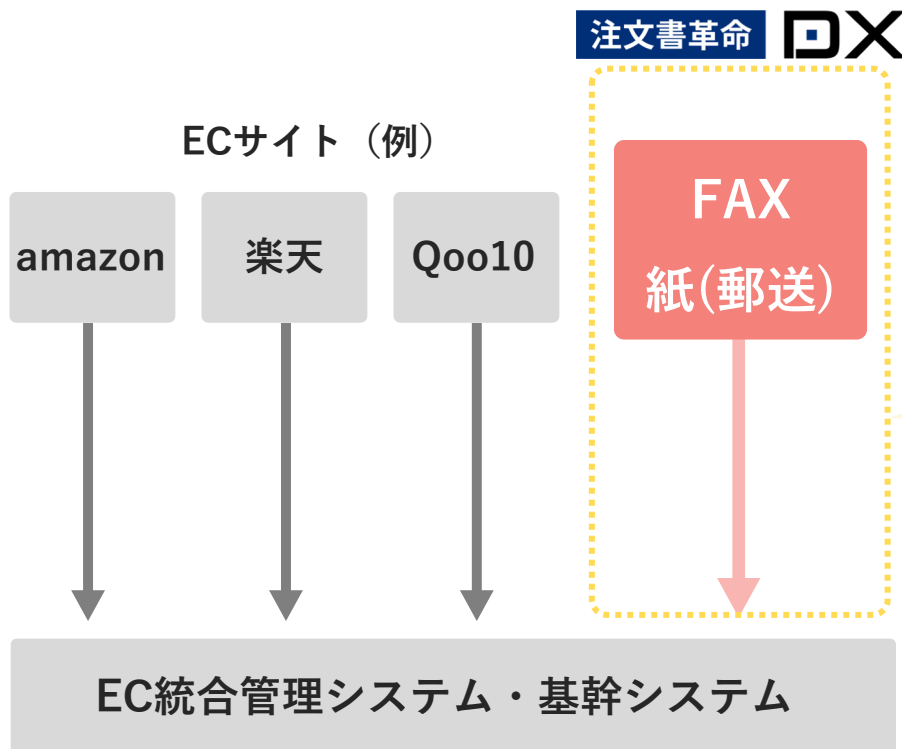 注文書革命 DX
ECサイト（例）
amazon
楽天
Qoo10
FAX
紙(郵送)
EC統合管理システム・基幹システム